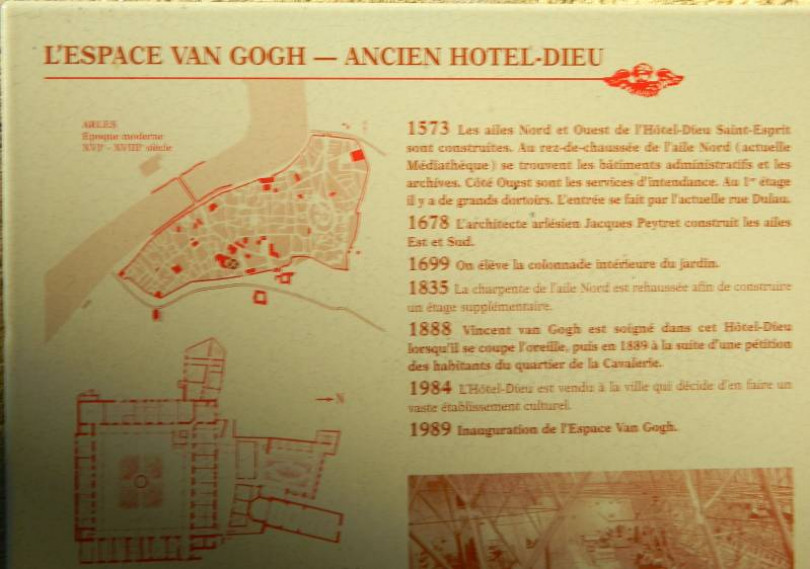 L'ESPACE VAN GOGH — ANCIEN HOTEL-DIEU
ARLES
Epoque moderne
XVIᵉ - XVIIIᵉ siècle
1573 Les ailes Nord et Ouest de l'Hôtel-Dieu Saint-Esprit
sont construites. Au rez-de-chaussée de l'aile Nord (actuelle
Médiathèque) se trouvent les bâtiments administratifs et les
archives. Côté Ouest sont les services d'intendance. Au 1ᵉʳ étage
il y a de grands dortoirs. L'entrée se fait par l'actuelle rue Dulau.
1678 L'architecte arlésien Jacques Peytret construit les ailes
Est et Sud.
1699 On élève la colonnade intérieure du jardin.
1835 La charpente de l'aile Nord est rehaussée afin de construire
un étage supplémentaire.
1888 Vincent van Gogh est soigné dans cet Hôtel-Dieu
lorsqu'il se coupe l'oreille, puis en 1889 à la suite d'une pétition
des habitants du quartier de la Cavalerie.
1984 L'Hôtel-Dieu est vendu à la ville qui décide d'en faire un
vaste établissement culturel.
1989 Inauguration de l'Espace Van Gogh.
N